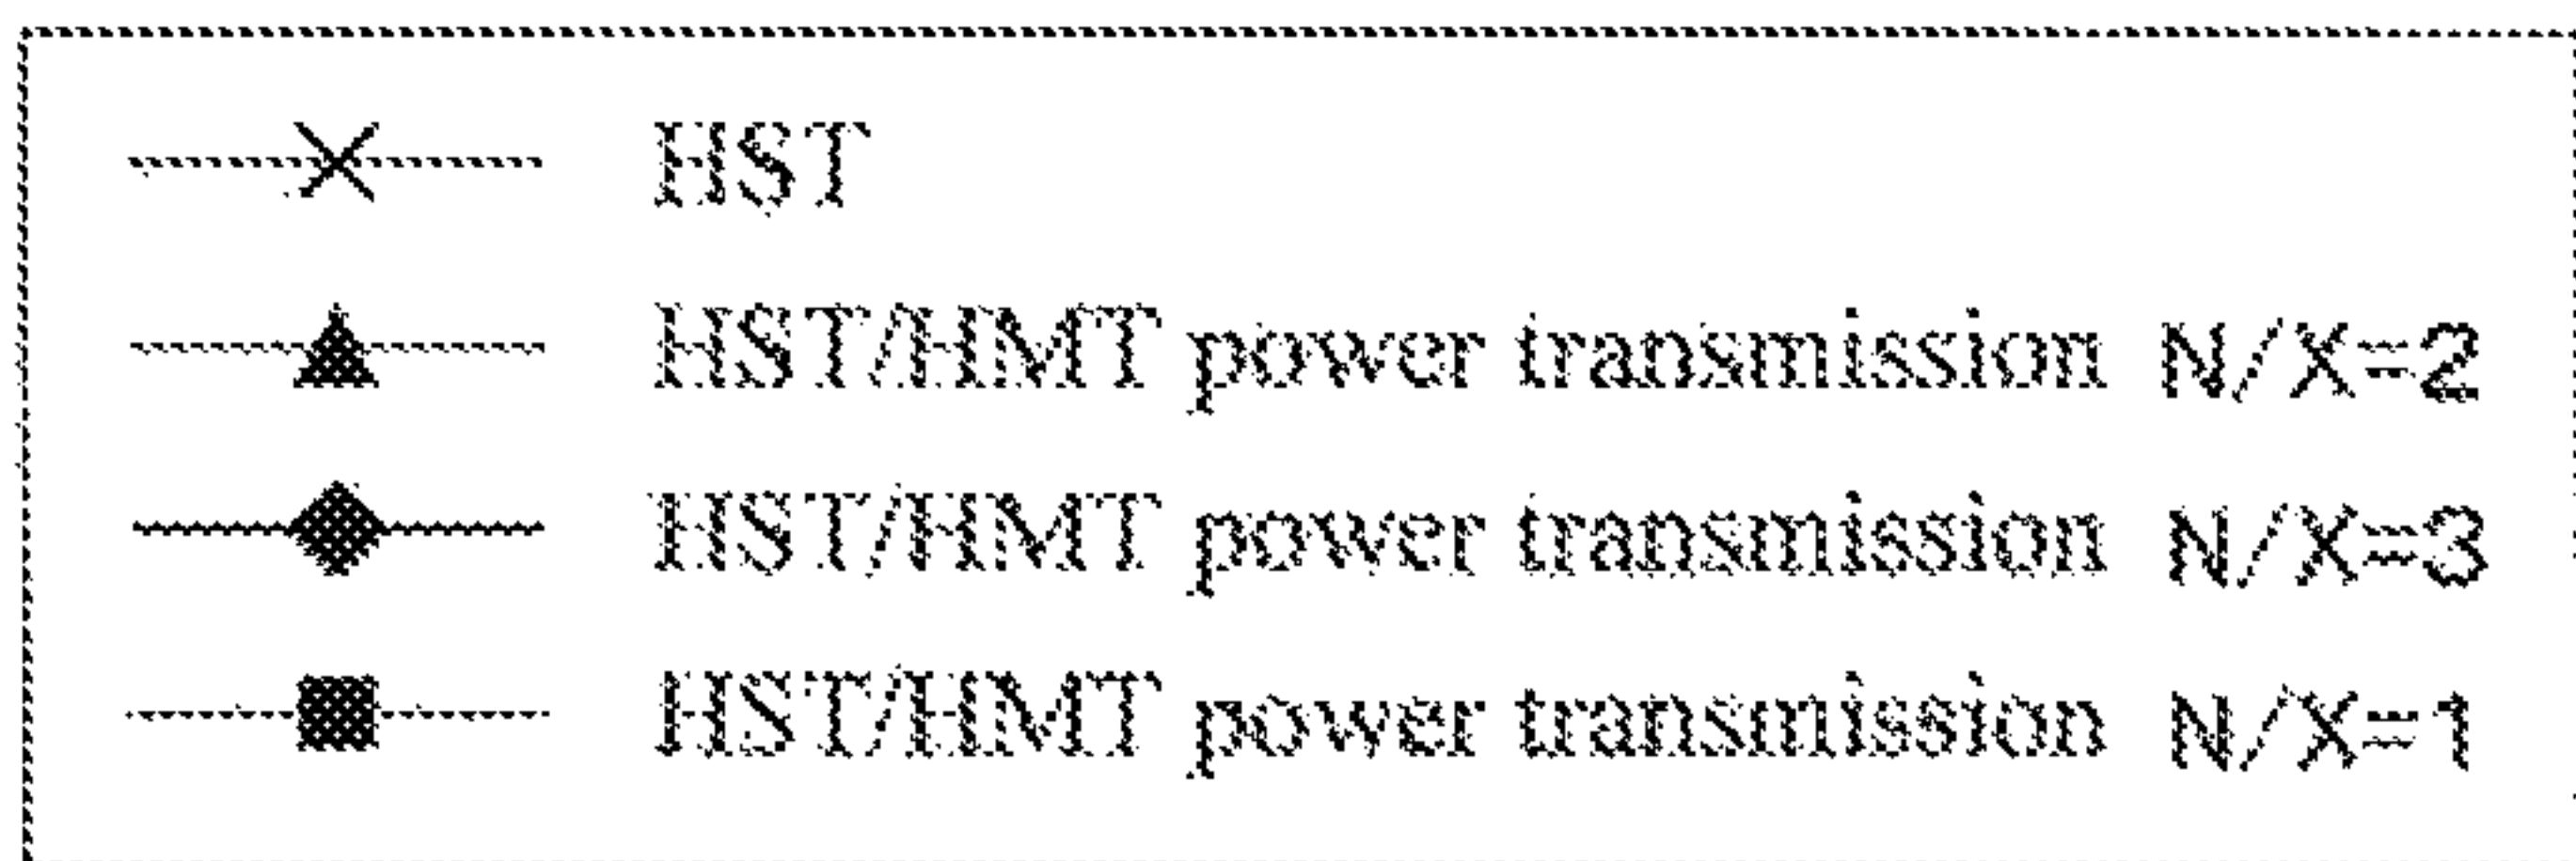 HST
HST/HMT power transmission N/X=2
HST/HMT power transmission N/X=3
HST/HMT power transmission N/X=1